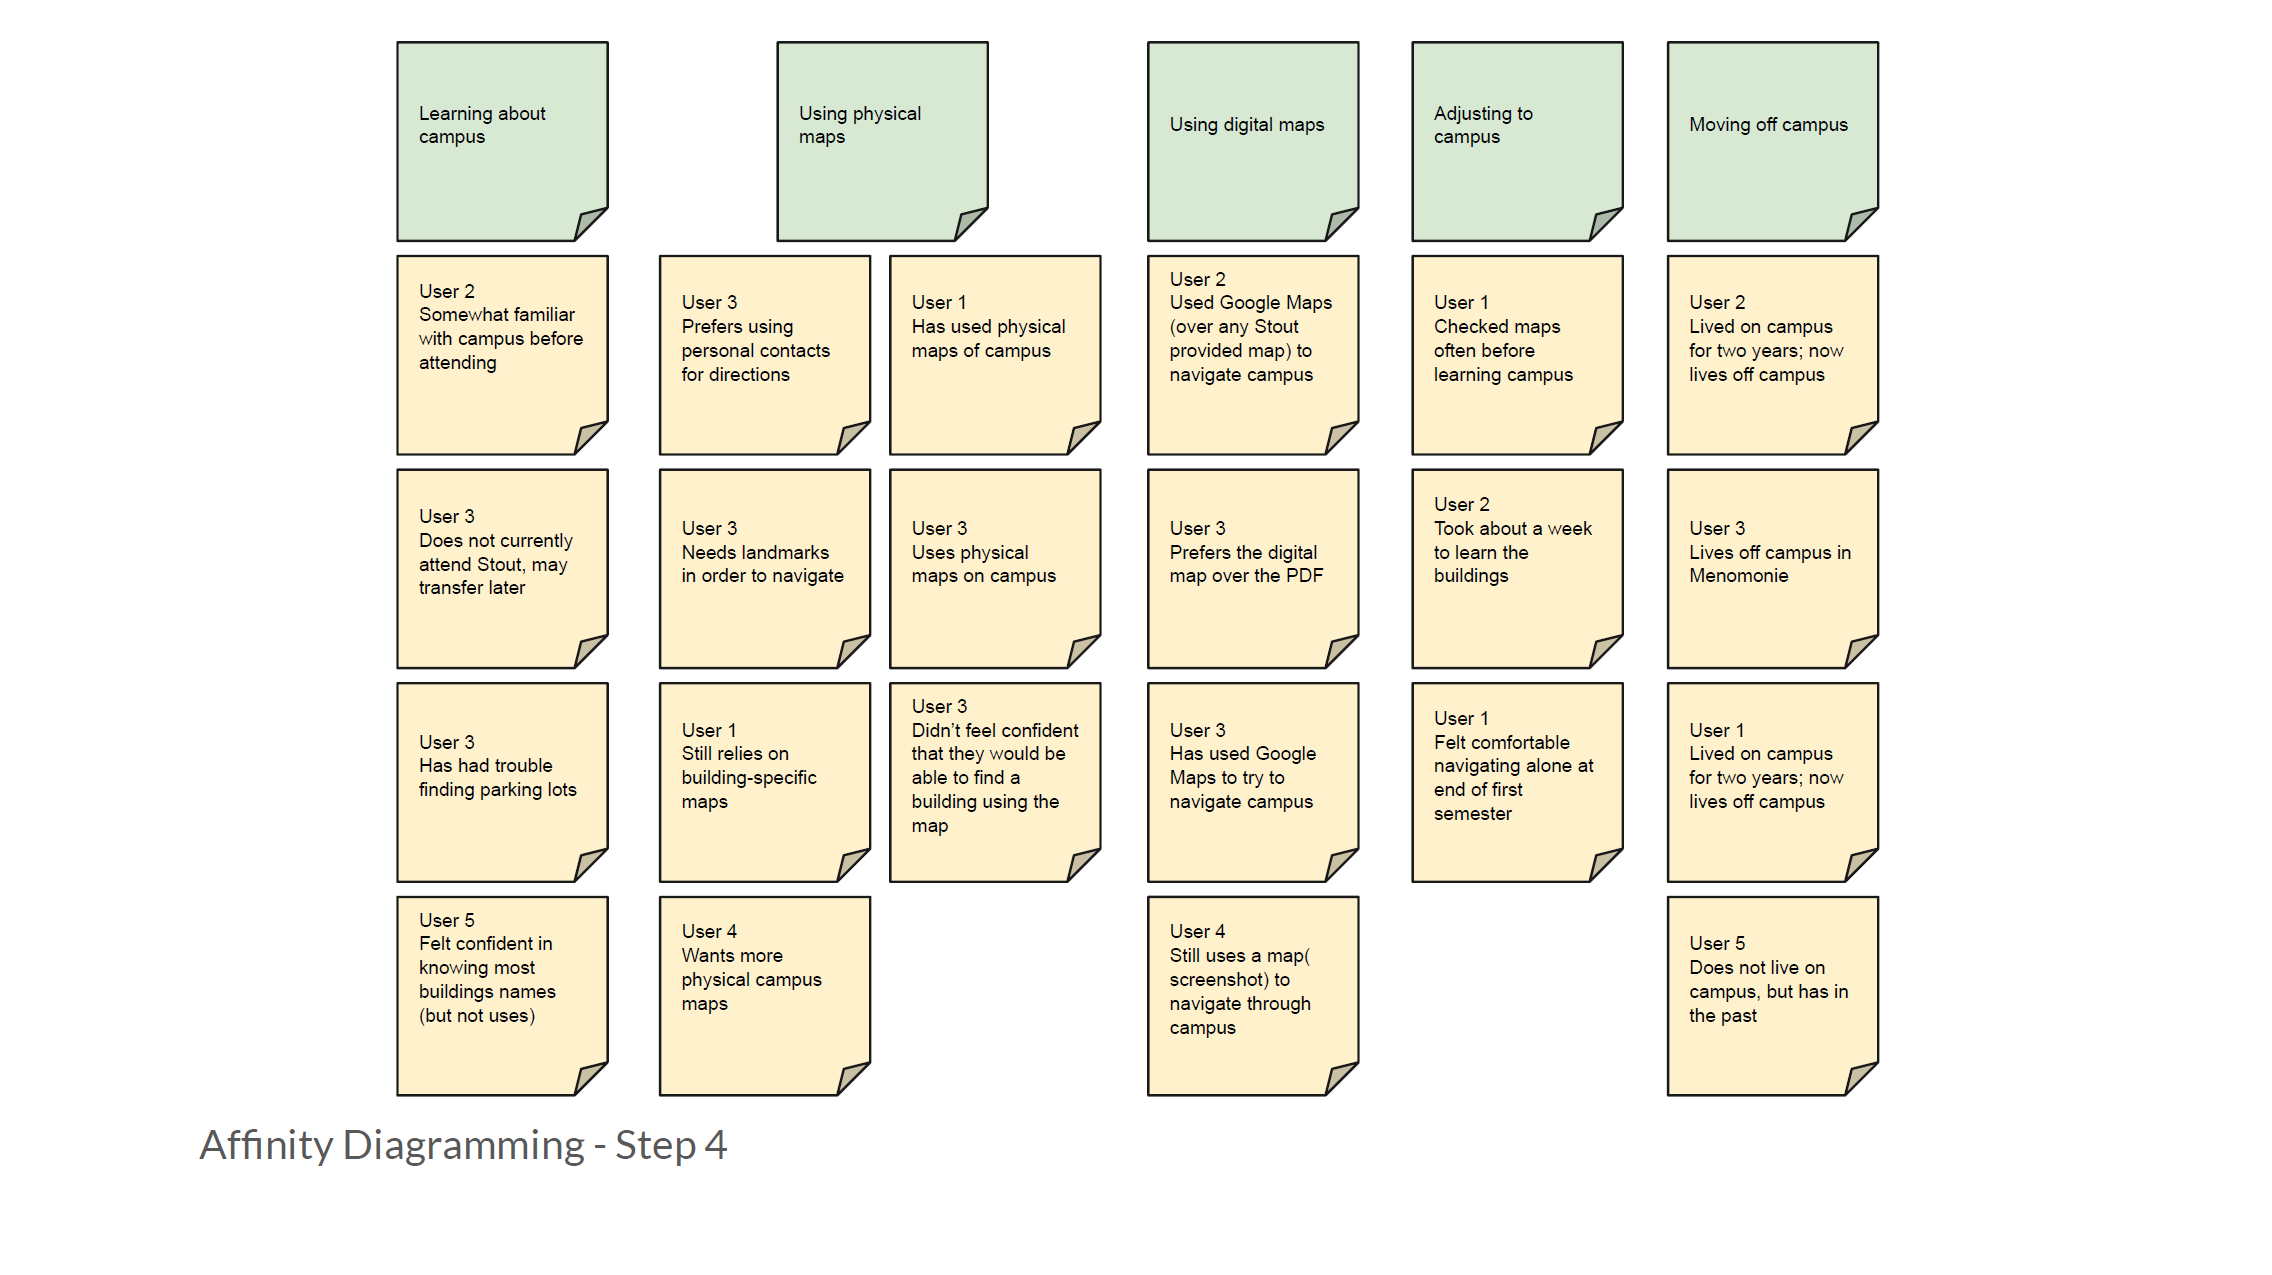 Learning about
campus
Using physical
maps
Using digital maps
Adjusting to
campus
Moving off campus
User 2
Somewhat familiar
with campus before
attending
User 3
Prefers using
personal contacts
for directions
User 1
Has used physical
maps of campus
User 2
Used Google Maps
(over any Stout
provided map) to
navigate campus
User 1
Checked maps
often before
learning campus
User 2
Lived on campus
for two years; now
lives off campus
User 3
Does not currently
attend Stout, may
transfer later
User 3
Needs landmarks
in order to navigate
User 3
Uses physical
maps on campus
User 3
Prefers the digital
map over the PDF
User 2
Took about a week
to learn the
buildings
User 3
Lives off campus in
Menomonie
User 3
Has had trouble
finding parking lots
User 1
Still relies on
building-specific
maps
User 3
Didn’t feel confident
that they would be
able to find a
building using the
map
User 3
Has used Google
Maps to try to
navigate campus
User 1
Felt comfortable
navigating alone at
end of first
semester
User 1
Lived on campus
for two years; now
lives off campus
User 5
Felt confident in
knowing most
buildings names
(but not uses)
User 4
Wants more
physical campus
maps
User 4
Still uses a map(
screenshot) to
navigate through
campus
User 5
Does not live on
campus, but has in
the past
Affinity Diagramming - Step 4